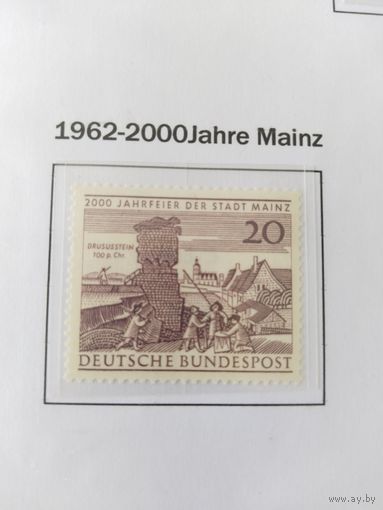 1962-2000Jahre Mainz
2000 JAHRFEIER DER STADT MAINZ
20
DRUSUSSTEIN
100 p. Chr.
DEUTSCHE BUNDESPOST
www.ay.by